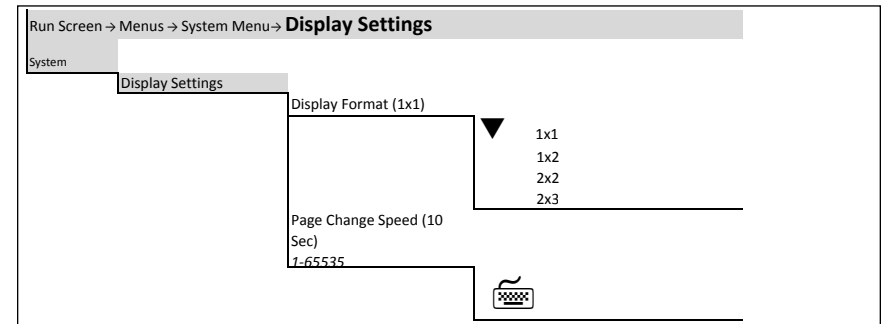 Run Screen → Menus → System Menu→ Display Settings
System
Display Settings
Display Format (1x1)
1x1
1x2
2x2
2x3
Page Change Speed (10
Sec)
1-65535